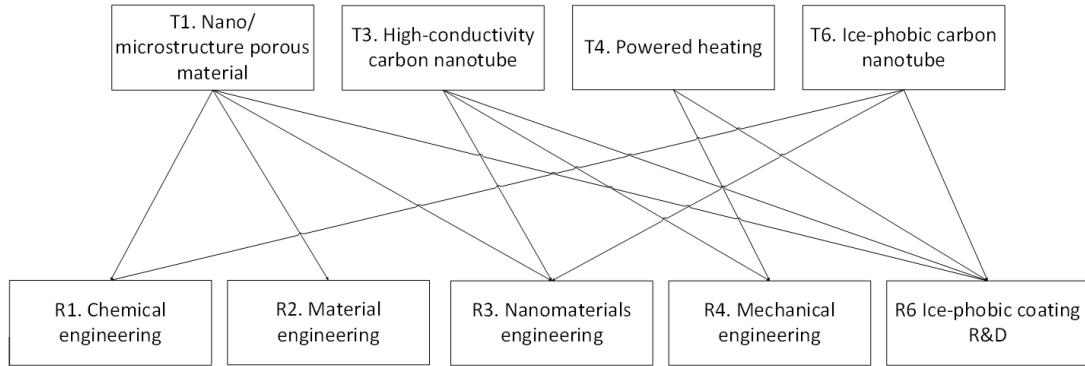 T1. Nano/
microstructure porous
material
T3. High-conductivity
carbon nanotube
T4. Powered heating
T6. Ice-phobic carbon
nanotube
R1. Chemical
engineering
R2. Material
engineering
R3. Nanomaterials
engineering
R4. Mechanical
engineering
R6 Ice-phobic coating
R&D